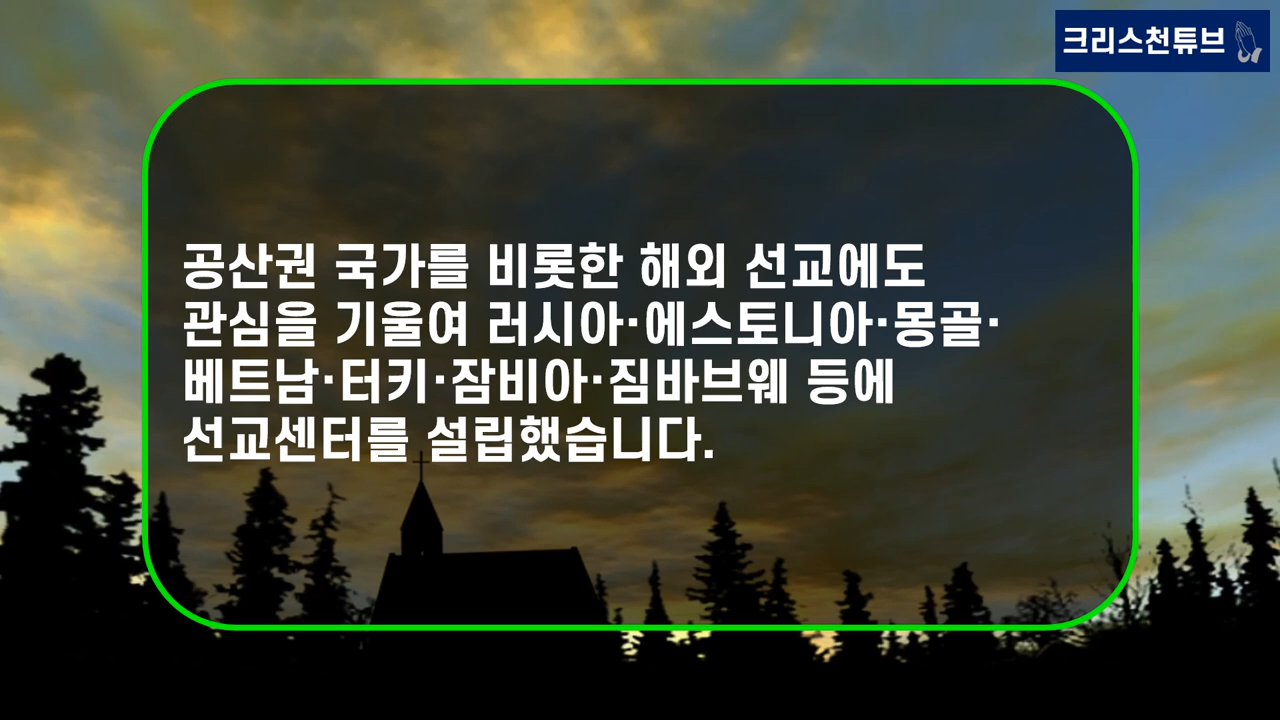 크리스천튜브
공산권 국가를 비롯한 해외 선교에도
관심을 기울여 러시아·에스토니아·몽골·
베트남·터키·잠비아·짐바브웨 등에
선교센터를 설립했습니다.